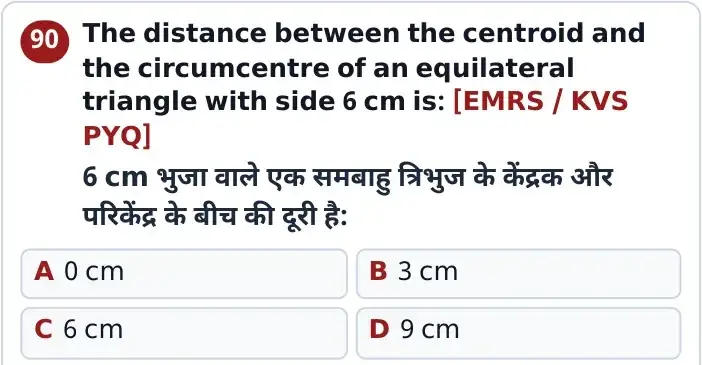 90 The distance between the centroid and
the circumcentre of an equilateral
triangle with side 6 cm is: [EMRS / KVS
PYQ]
6 cm भुजा वाले एक समबाहु त्रिभुज के केंद्रक और
परिकेंद्र के बीच की दूरी है:
A 0 cm
B 3 cm
C 6 cm
D 9 cm